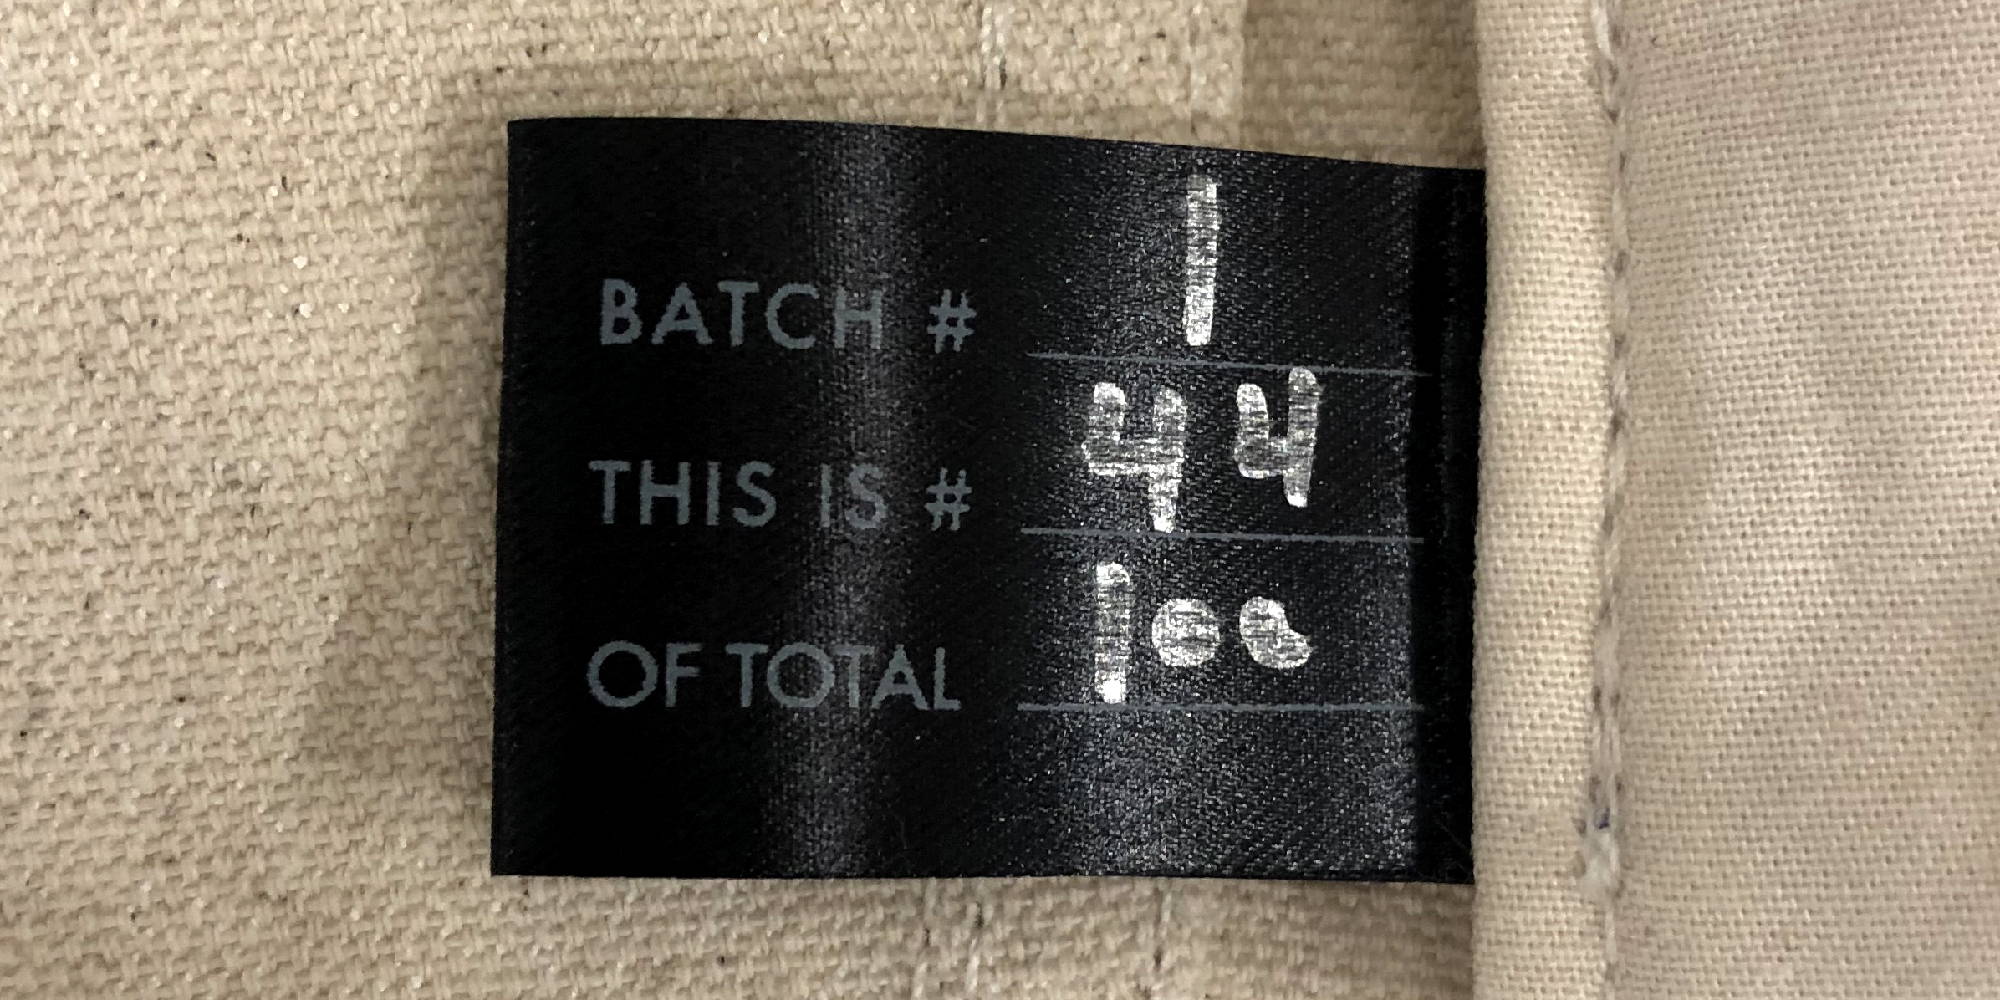 BATCH # 1
THIS IS # 44
OF TOTAL 100